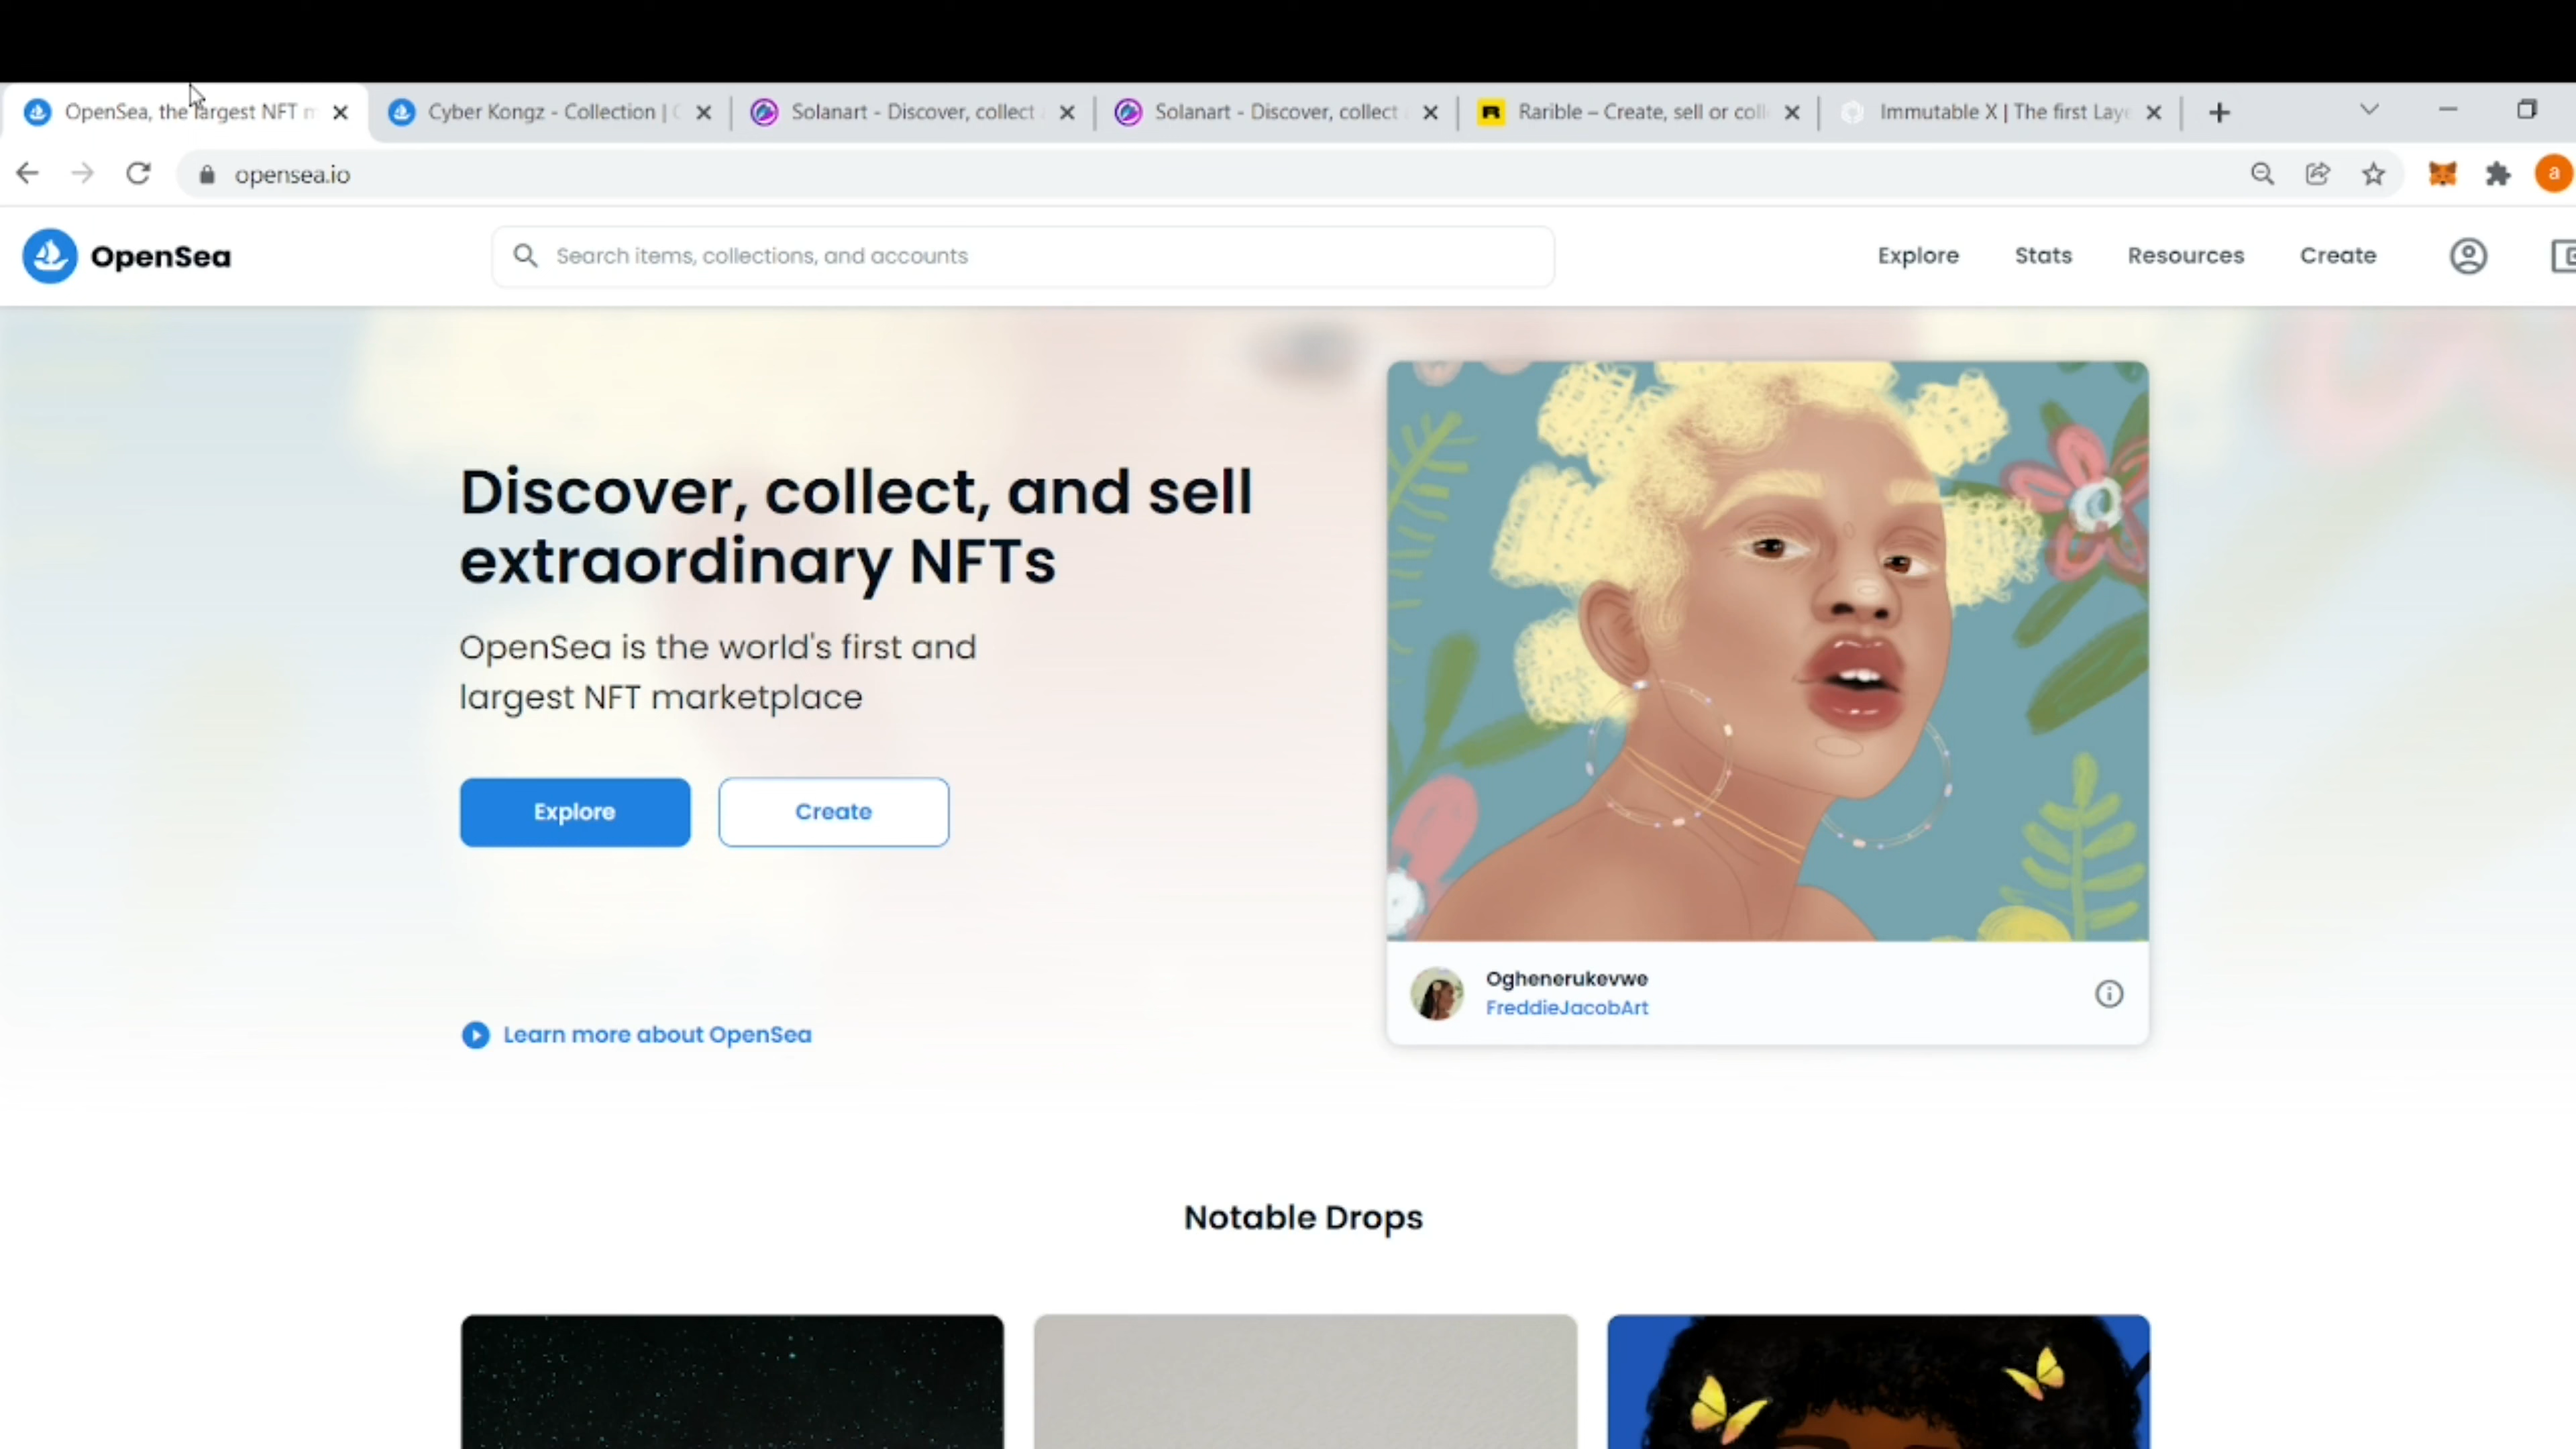 OpenSea, the largest NFT m
Cyber Kongz - Collection |
Solanart - Discover, collect
Solanart - Discover, collect
Rarible – Create, sell or coll
Immutable X | The first Laye
opensea.io
a
OpenSea
Search items, collections, and accounts
Explore
Stats
Resources
Create
Discover, collect, and sell
extraordinary NFTs
OpenSea is the world's first and
largest NFT marketplace
Explore
Create
Learn more about OpenSea
Oghenerukevwe
FreddieJacobArt
Notable Drops